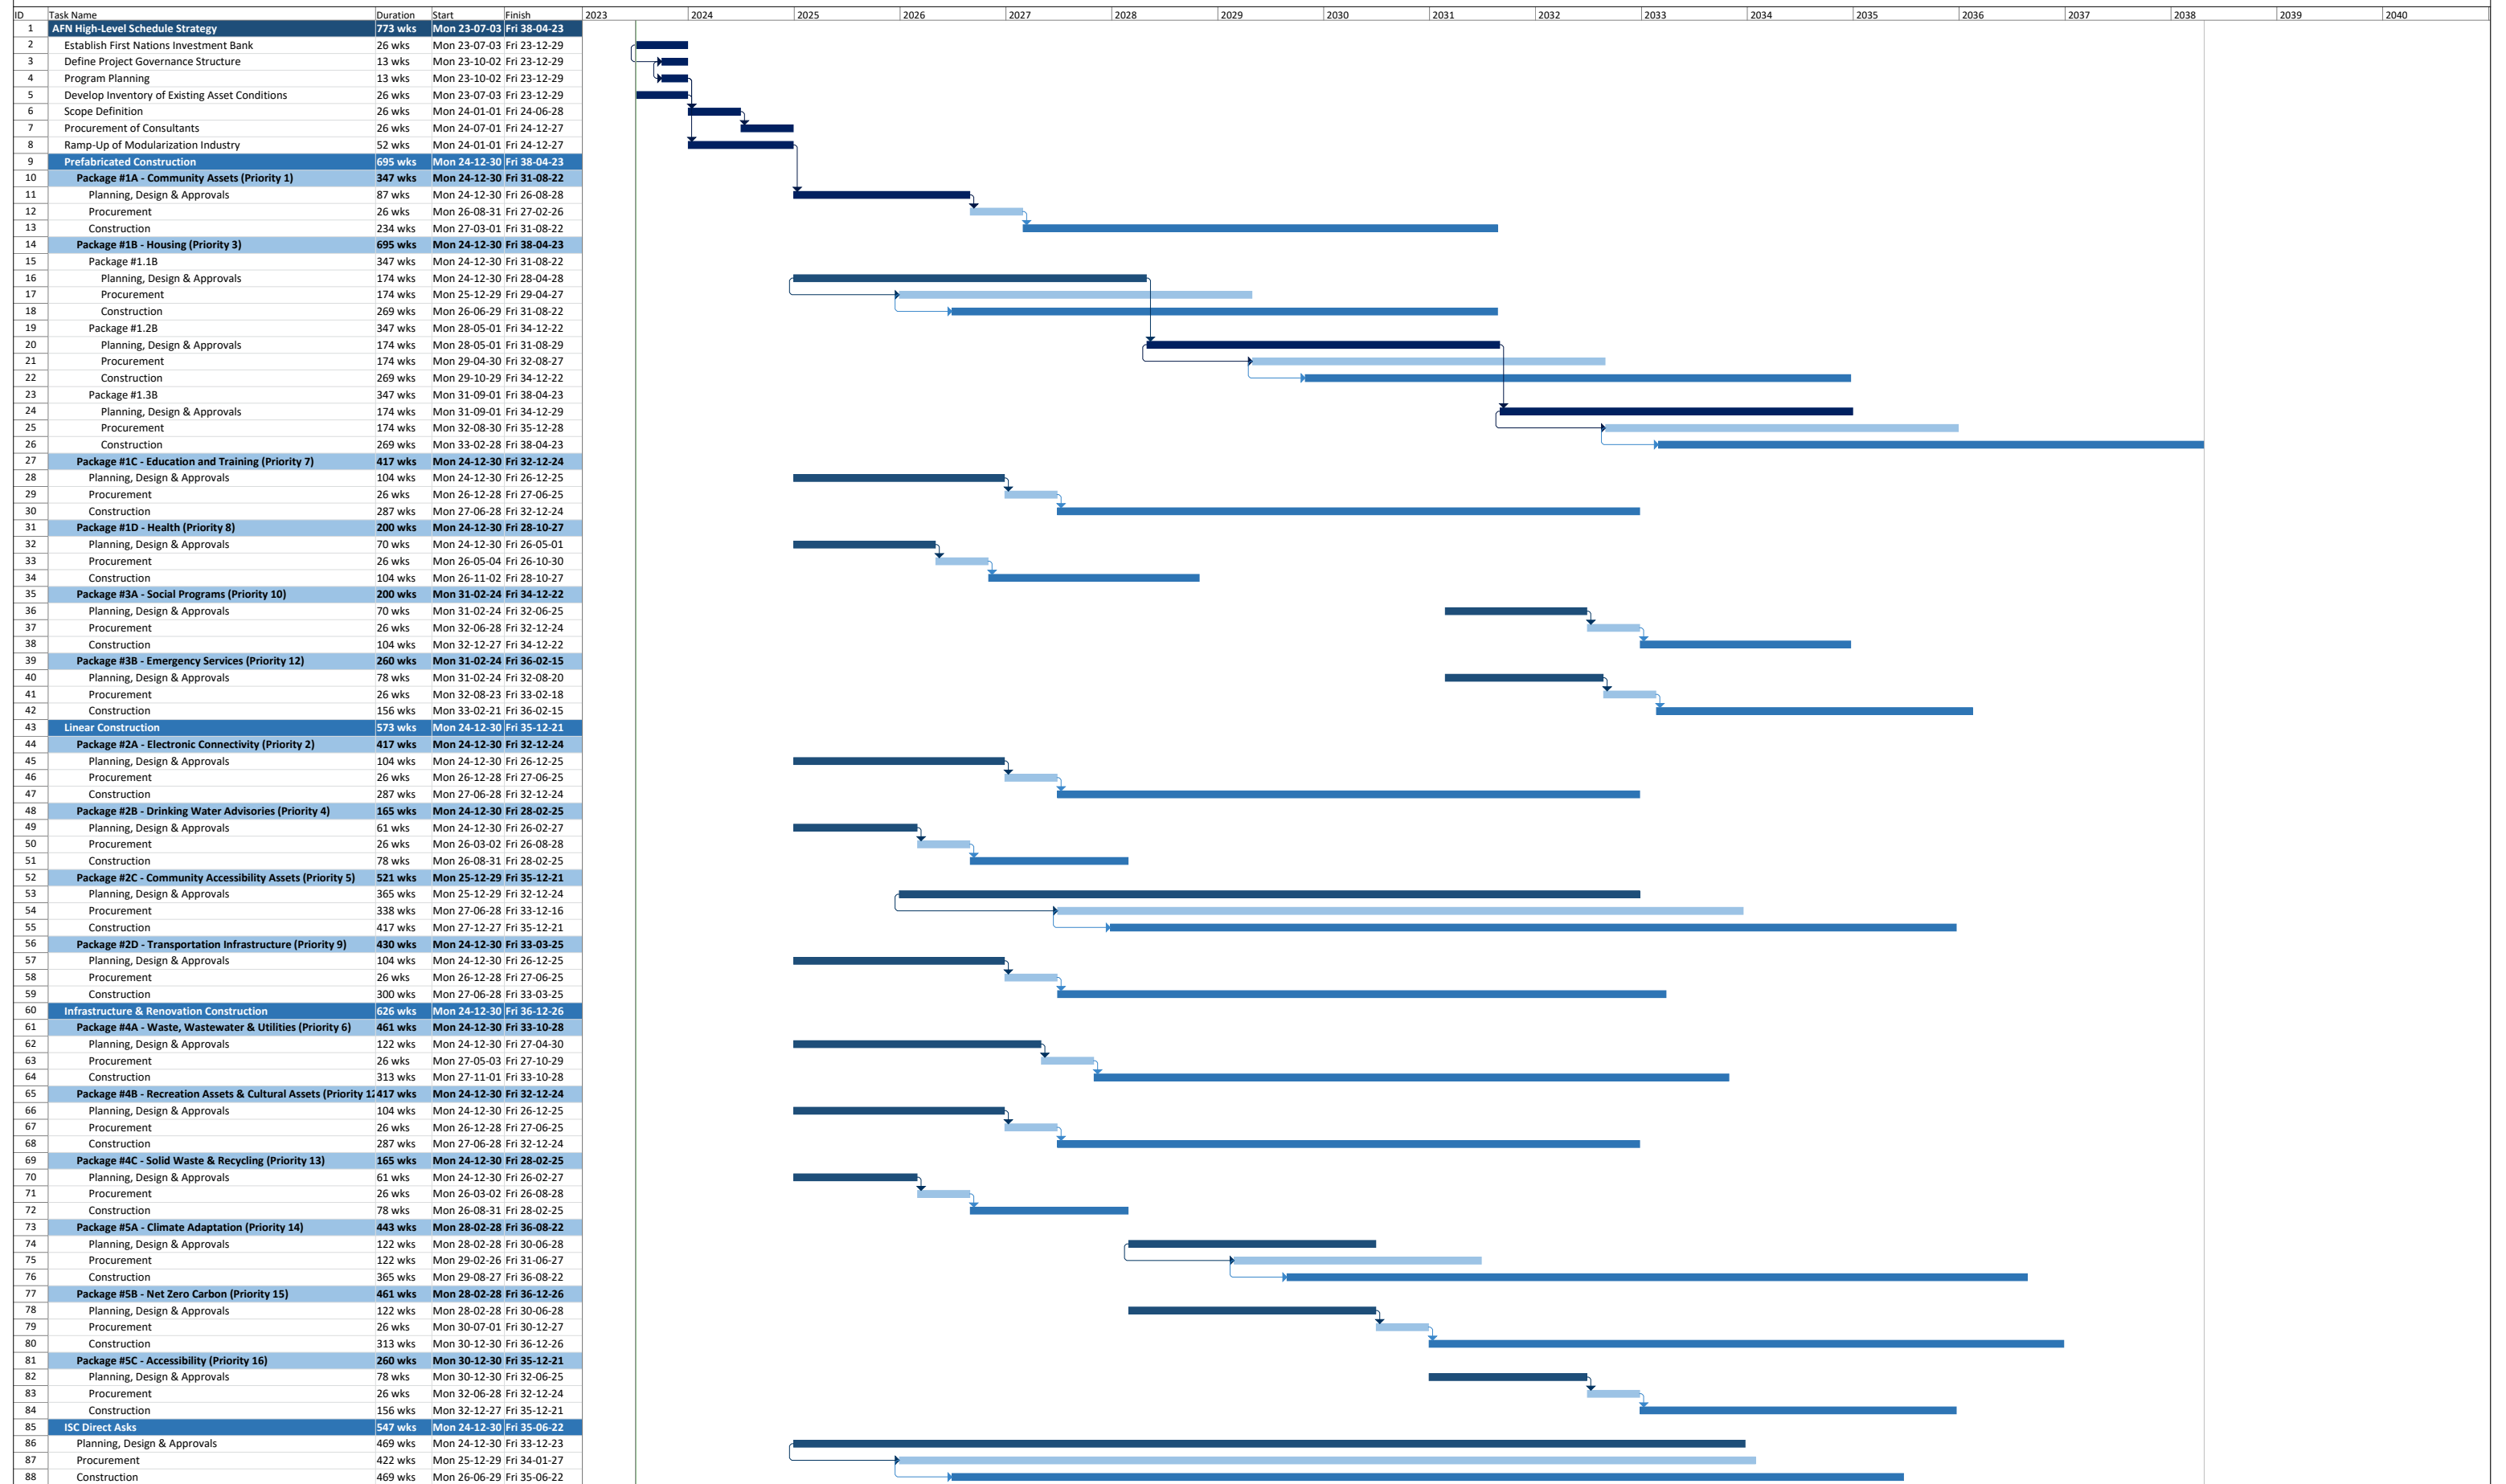 ID Task Name Duration Start Finish 2023 2024 2025 2026 2027 2028 2029 2030 2031 2032 2033 2034 2035 2036 2037 2038 2039 2040
1 AFN High-Level Schedule Strategy 773 wks Mon 23-07-03 Fri 38-04-23
2 Establish First Nations Investment Bank 26 wks Mon 23-07-03 Fri 23-12-29
3 Define Project Governance Structure 13 wks Mon 23-10-02 Fri 23-12-29
4 Program Planning 13 wks Mon 23-10-02 Fri 23-12-29
5 Develop Inventory of Existing Asset Conditions 26 wks Mon 23-07-03 Fri 23-12-29
6 Scope Definition 26 wks Mon 24-01-01 Fri 24-06-28
7 Procurement of Consultants 26 wks Mon 24-07-01 Fri 24-12-27
8 Ramp-Up of Modularization Industry 52 wks Mon 24-01-01 Fri 24-12-27
9 Prefabricated Construction 695 wks Mon 24-12-30 Fri 38-04-23
10 Package #1A - Community Assets (Priority 1) 347 wks Mon 24-12-30 Fri 31-08-22
11 Planning, Design & Approvals 87 wks Mon 24-12-30 Fri 26-08-28
12 Procurement 26 wks Mon 26-08-31 Fri 27-02-26
13 Construction 234 wks Mon 27-03-01 Fri 31-08-22
14 Package #1B - Housing (Priority 3) 695 wks Mon 24-12-30 Fri 38-04-23
15 Package #1.1B 347 wks Mon 24-12-30 Fri 31-08-22
16 Planning, Design & Approvals 174 wks Mon 24-12-30 Fri 28-04-28
17 Procurement 174 wks Mon 25-12-29 Fri 29-04-27
18 Construction 269 wks Mon 26-06-29 Fri 31-08-22
19 Package #1.2B 347 wks Mon 28-05-01 Fri 34-12-22
20 Planning, Design & Approvals 174 wks Mon 28-05-01 Fri 31-08-29
21 Procurement 174 wks Mon 29-04-30 Fri 32-08-27
22 Construction 269 wks Mon 29-10-29 Fri 34-12-22
23 Package #1.3B 347 wks Mon 31-09-01 Fri 38-04-23
24 Planning, Design & Approvals 174 wks Mon 31-09-01 Fri 34-12-29
25 Procurement 174 wks Mon 32-08-30 Fri 35-12-28
26 Construction 269 wks Mon 33-02-28 Fri 38-04-23
27 Package #1C - Education and Training (Priority 7) 417 wks Mon 24-12-30 Fri 32-12-24
28 Planning, Design & Approvals 104 wks Mon 24-12-30 Fri 26-12-25
29 Procurement 26 wks Mon 26-12-28 Fri 27-06-25
30 Construction 287 wks Mon 27-06-28 Fri 32-12-24
31 Package #1D - Health (Priority 8) 200 wks Mon 24-12-30 Fri 28-10-27
32 Planning, Design & Approvals 70 wks Mon 24-12-30 Fri 26-05-01
33 Procurement 26 wks Mon 26-05-04 Fri 26-10-30
34 Construction 104 wks Mon 26-11-02 Fri 28-10-27
35 Package #3A - Social Programs (Priority 10) 200 wks Mon 31-02-24 Fri 34-12-22
36 Planning, Design & Approvals 70 wks Mon 31-02-24 Fri 32-06-25
37 Procurement 26 wks Mon 32-06-28 Fri 32-12-24
38 Construction 104 wks Mon 32-12-27 Fri 34-12-22
39 Package #3B - Emergency Services (Priority 12) 260 wks Mon 31-02-24 Fri 36-02-15
40 Planning, Design & Approvals 78 wks Mon 31-02-24 Fri 32-08-20
41 Procurement 26 wks Mon 32-08-23 Fri 33-02-18
42 Construction 156 wks Mon 33-02-21 Fri 36-02-15
43 Linear Construction 573 wks Mon 24-12-30 Fri 35-12-21
44 Package #2A - Electronic Connectivity (Priority 2) 417 wks Mon 24-12-30 Fri 32-12-24
45 Planning, Design & Approvals 104 wks Mon 24-12-30 Fri 26-12-25
46 Procurement 26 wks Mon 26-12-28 Fri 27-06-25
47 Construction 287 wks Mon 27-06-28 Fri 32-12-24
48 Package #2B - Drinking Water Advisories (Priority 4) 165 wks Mon 24-12-30 Fri 28-02-25
49 Planning, Design & Approvals 61 wks Mon 24-12-30 Fri 26-02-27
50 Procurement 26 wks Mon 26-03-02 Fri 26-08-28
51 Construction 78 wks Mon 26-08-31 Fri 28-02-25
52 Package #2C - Community Accessibility Assets (Priority 5) 521 wks Mon 25-12-29 Fri 35-12-21
53 Planning, Design & Approvals 365 wks Mon 25-12-29 Fri 32-12-24
54 Procurement 338 wks Mon 27-06-28 Fri 33-12-16
55 Construction 417 wks Mon 27-12-27 Fri 35-12-21
56 Package #2D - Transportation Infrastructure (Priority 9) 430 wks Mon 24-12-30 Fri 33-03-25
57 Planning, Design & Approvals 104 wks Mon 24-12-30 Fri 26-12-25
58 Procurement 26 wks Mon 26-12-28 Fri 27-06-25
59 Construction 300 wks Mon 27-06-28 Fri 33-03-25
60 Infrastructure & Renovation Construction 626 wks Mon 24-12-30 Fri 36-12-26
61 Package #4A - Waste, Wastewater & Utilities (Priority 6) 461 wks Mon 24-12-30 Fri 33-10-28
62 Planning, Design & Approvals 122 wks Mon 24-12-30 Fri 27-04-30
63 Procurement 26 wks Mon 27-05-03 Fri 27-10-29
64 Construction 313 wks Mon 27-11-01 Fri 33-10-28
65 Package #4B - Recreation Assets & Cultural Assets (Priority 12 417 wks Mon 24-12-30 Fri 32-12-24
66 Planning, Design & Approvals 104 wks Mon 24-12-30 Fri 26-12-25
67 Procurement 26 wks Mon 26-12-28 Fri 27-06-25
68 Construction 287 wks Mon 27-06-28 Fri 32-12-24
69 Package #4C - Solid Waste & Recycling (Priority 13) 165 wks Mon 24-12-30 Fri 28-02-25
70 Planning, Design & Approvals 61 wks Mon 24-12-30 Fri 26-02-27
71 Procurement 26 wks Mon 26-03-02 Fri 26-08-28
72 Construction 78 wks Mon 26-08-31 Fri 28-02-25
73 Package #5A - Climate Adaptation (Priority 14) 443 wks Mon 28-02-28 Fri 36-08-22
74 Planning, Design & Approvals 122 wks Mon 28-02-28 Fri 30-06-28
75 Procurement 122 wks Mon 29-02-26 Fri 31-06-27
76 Construction 365 wks Mon 29-08-27 Fri 36-08-22
77 Package #5B - Net Zero Carbon (Priority 15) 461 wks Mon 28-02-28 Fri 36-12-26
78 Planning, Design & Approvals 122 wks Mon 28-02-28 Fri 30-06-28
79 Procurement 26 wks Mon 30-07-01 Fri 30-12-27
80 Construction 313 wks Mon 30-12-30 Fri 36-12-26
81 Package #5C - Accessibility (Priority 16) 260 wks Mon 30-12-30 Fri 35-12-21
82 Planning, Design & Approvals 78 wks Mon 30-12-30 Fri 32-06-25
83 Procurement 26 wks Mon 32-06-28 Fri 32-12-24
84 Construction 156 wks Mon 32-12-27 Fri 35-12-21
85 ISC Direct Asks 547 wks Mon 24-12-30 Fri 35-06-22
86 Planning, Design & Approvals 469 wks Mon 24-12-30 Fri 33-12-23
87 Procurement 422 wks Mon 25-12-29 Fri 34-01-27
88 Construction 469 wks Mon 26-06-29 Fri 35-06-22